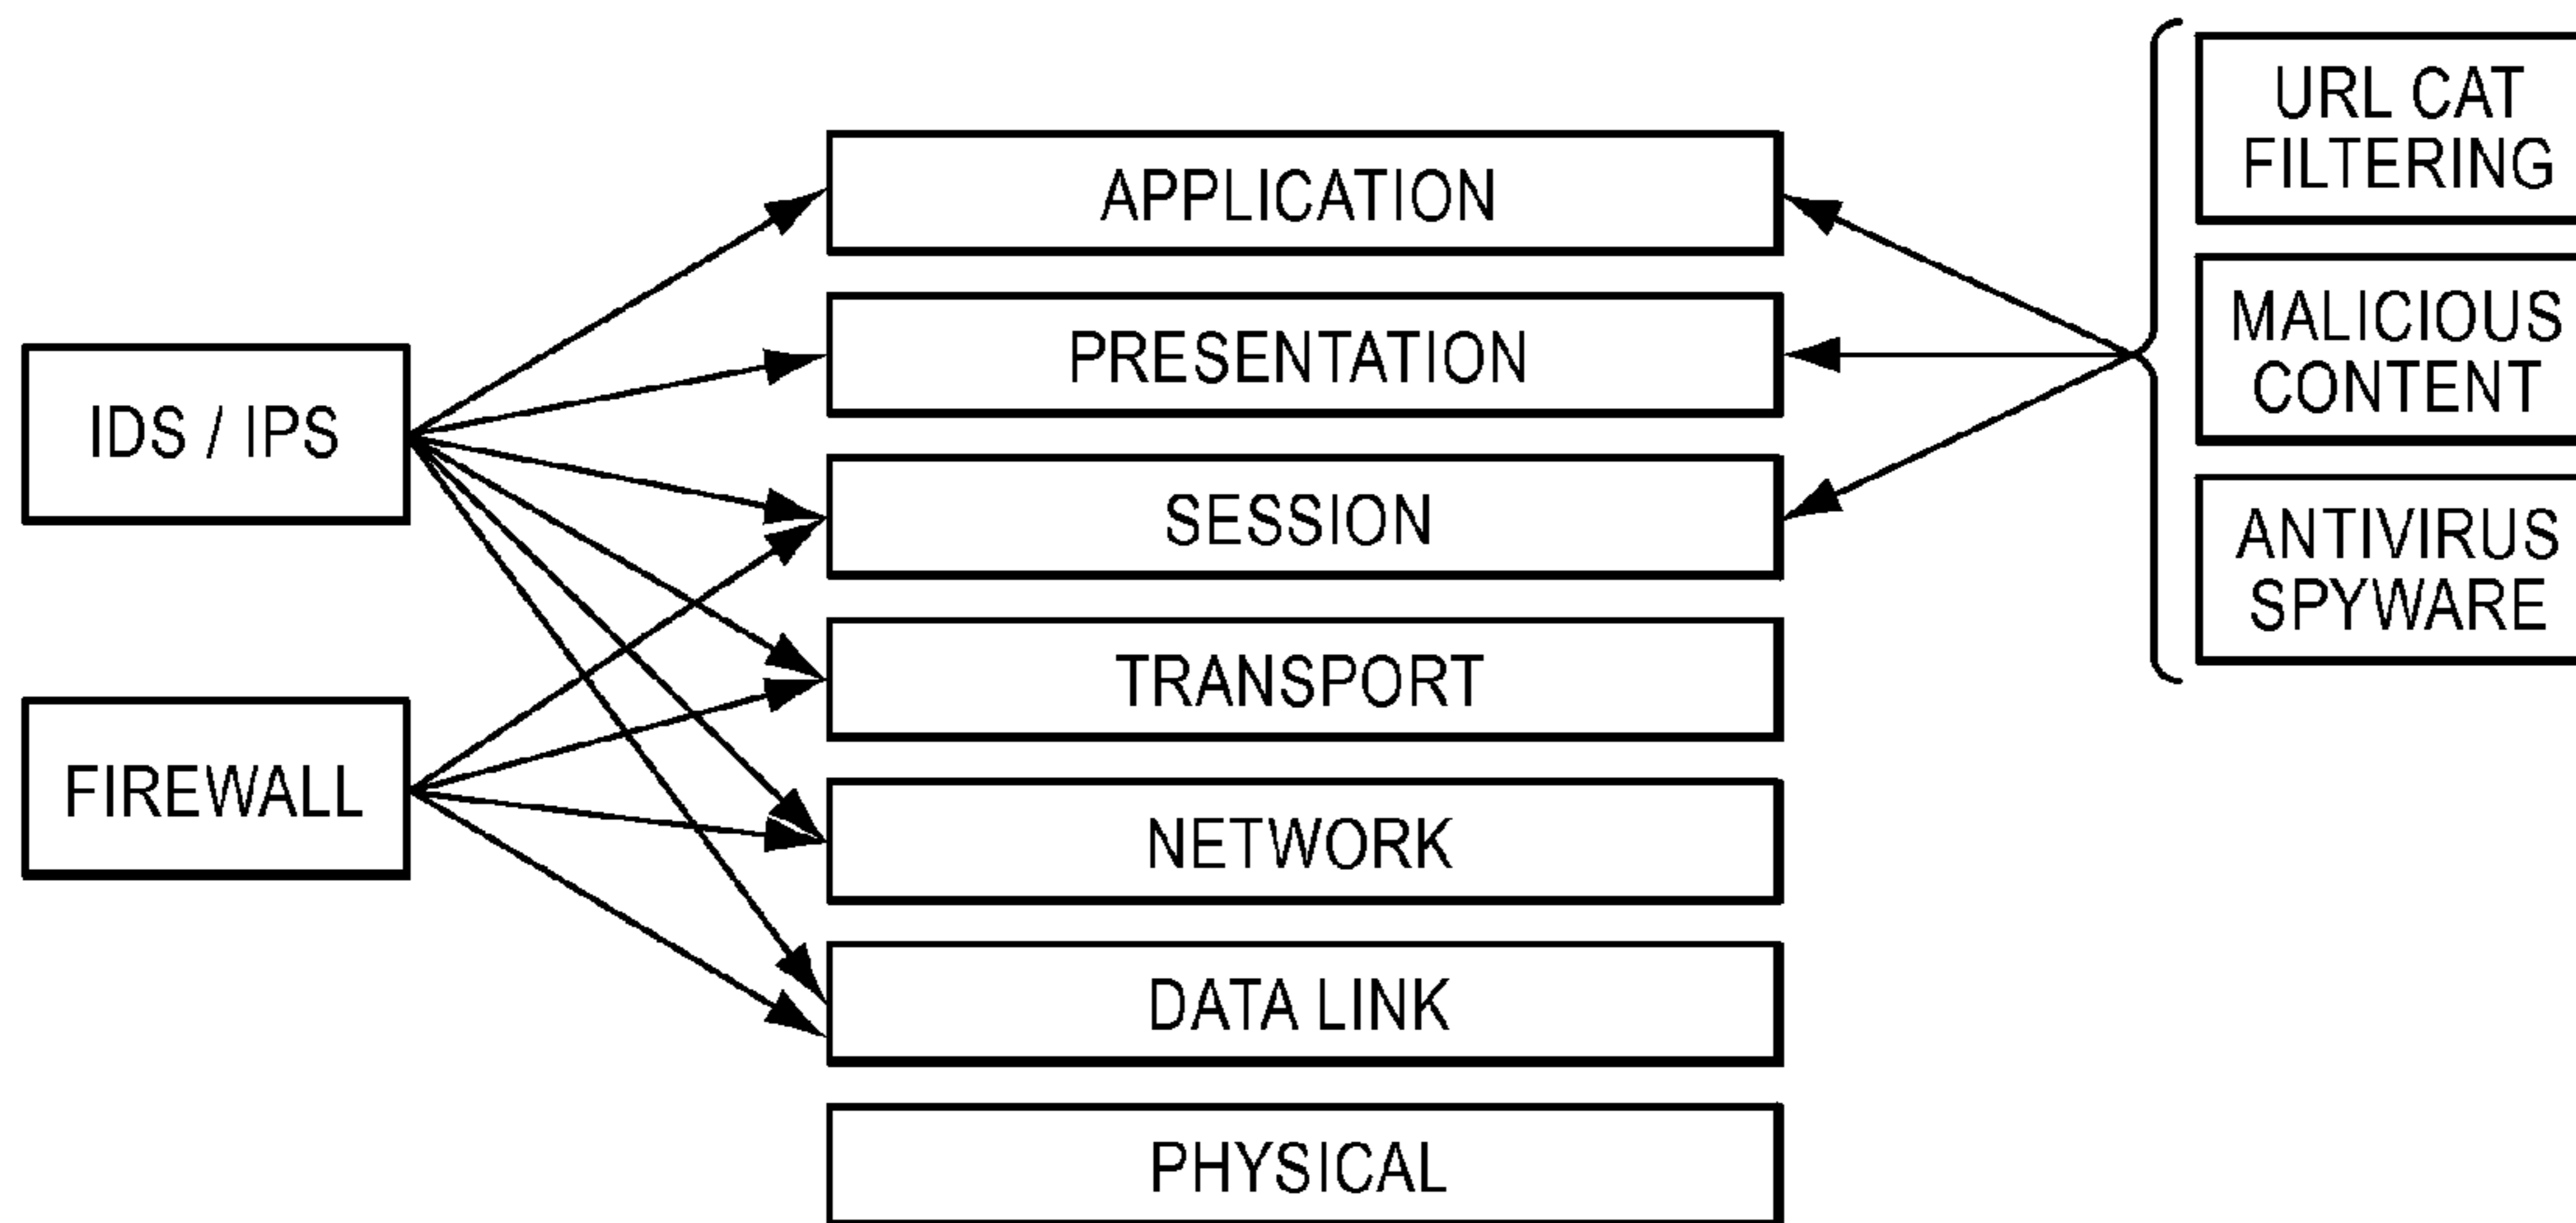 IDS / IPS
FIREWALL
APPLICATION
PRESENTATION
SESSION
TRANSPORT
NETWORK
DATA LINK
PHYSICAL
URL CAT
FILTERING
MALICIOUS
CONTENT
ANTIVIRUS
SPYWARE